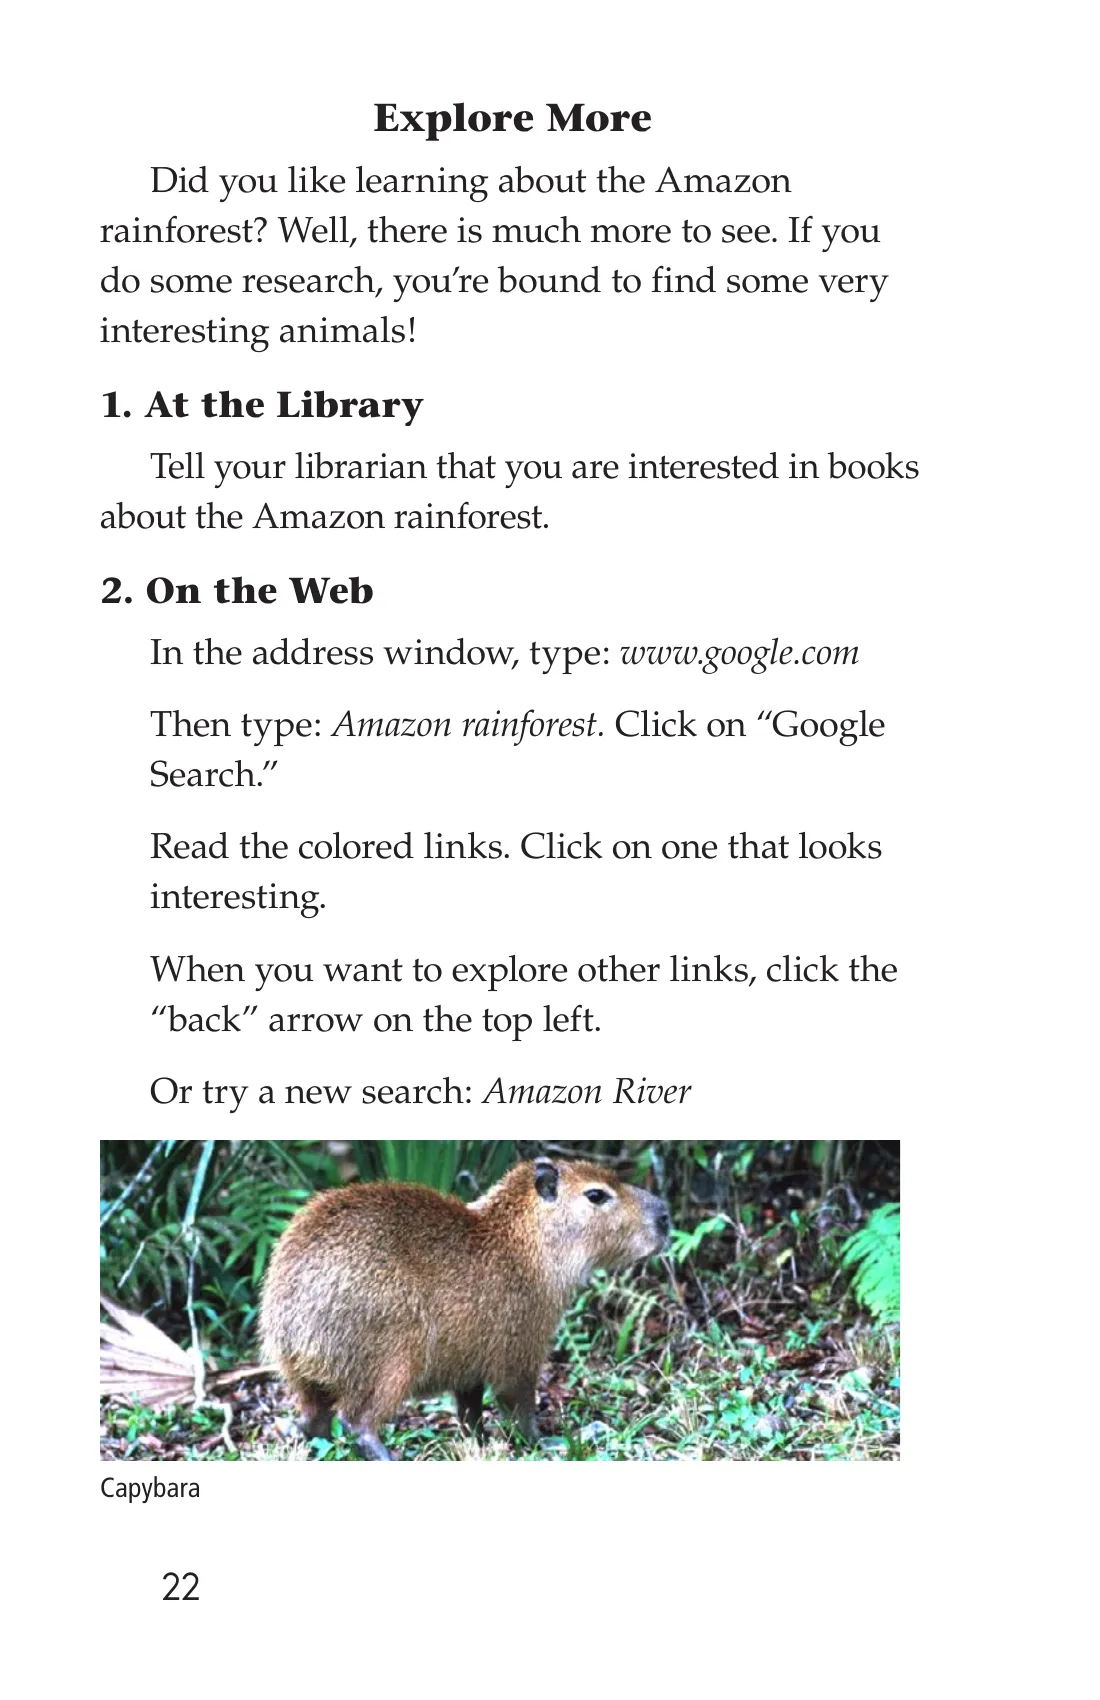 Explore More
Did you like learning about the Amazon
rainforest? Well, there is much more to see. If you
do some research, you’re bound to find some very
interesting animals!
1. At the Library
Tell your librarian that you are interested in books
about the Amazon rainforest.
2. On the Web
In the address window, type: www.google.com
Then type: Amazon rainforest. Click on “Google
Search.”
Read the colored links. Click on one that looks
interesting.
When you want to explore other links, click the
“back” arrow on the top left.
Or try a new search: Amazon River
Capybara
22